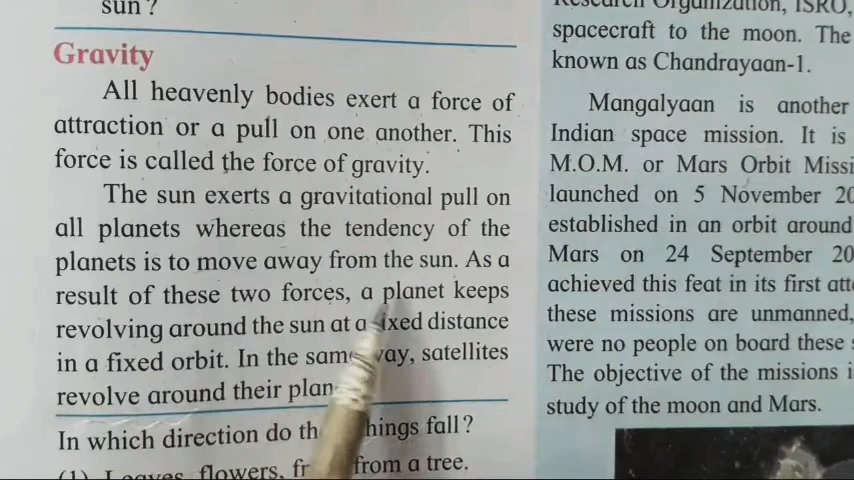 sun?
Gravity
All heavenly bodies exert a force of
attraction or a pull on one another. This
force is called the force of gravity.
The sun exerts a gravitational pull on
all planets whereas the tendency of the
planets is to move away from the sun. As a
result of these two forces, a planet keeps
revolving around the sun at a fixed distance
in a fixed orbit. In the same way, satellites
revolve around their
In which direction do things fall?
(1) Leaves, flowers, from a tree.
Research Organization, ISRO,
spacecraft to the moon. The
known as Chandrayaan-1.
Mangalyaan is another
Indian space mission. It is
M.O.M. or Mars Orbit
launched on 5 November
established in an orbit around
Mars on 24 September
achieved this feat in its first
these missions are unmanned,
were no people on board these
The objective of the missions
study of the moon and Mars.